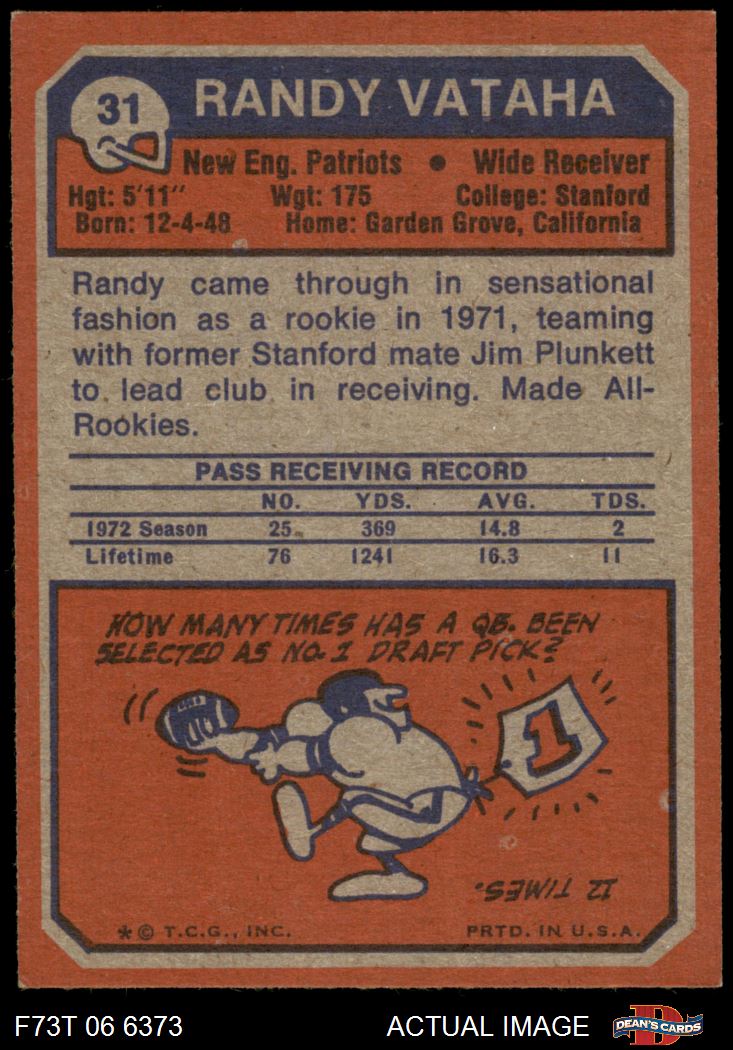 31
RANDY VATAHA
New Eng. Patriots • Wide Receiver
Hgt: 5'11" Wgt: 175 College: Stanford
Born: 12-4-48 Home: Garden Grove, California
Randy came through in sensational
fashion as a rookie in 1971, teaming
with former Stanford mate Jim Plunkett
to lead club in receiving. Made All-
Rookies.
PASS RECEIVING RECORD
NO. YDS. AVG. TDS.
1972 Season 25 369 14.8 2
Lifetime 76 1241 16.3 11
HOW MANY TIMES HAS A QB. BEEN
SELECTED AS NO. 1 DRAFT PICK?
1
12 TIMES.
* © T.C.G., INC. PRTD. IN U.S.A.
F73T 06 6373 ACTUAL IMAGE D DEAN'S CARDS